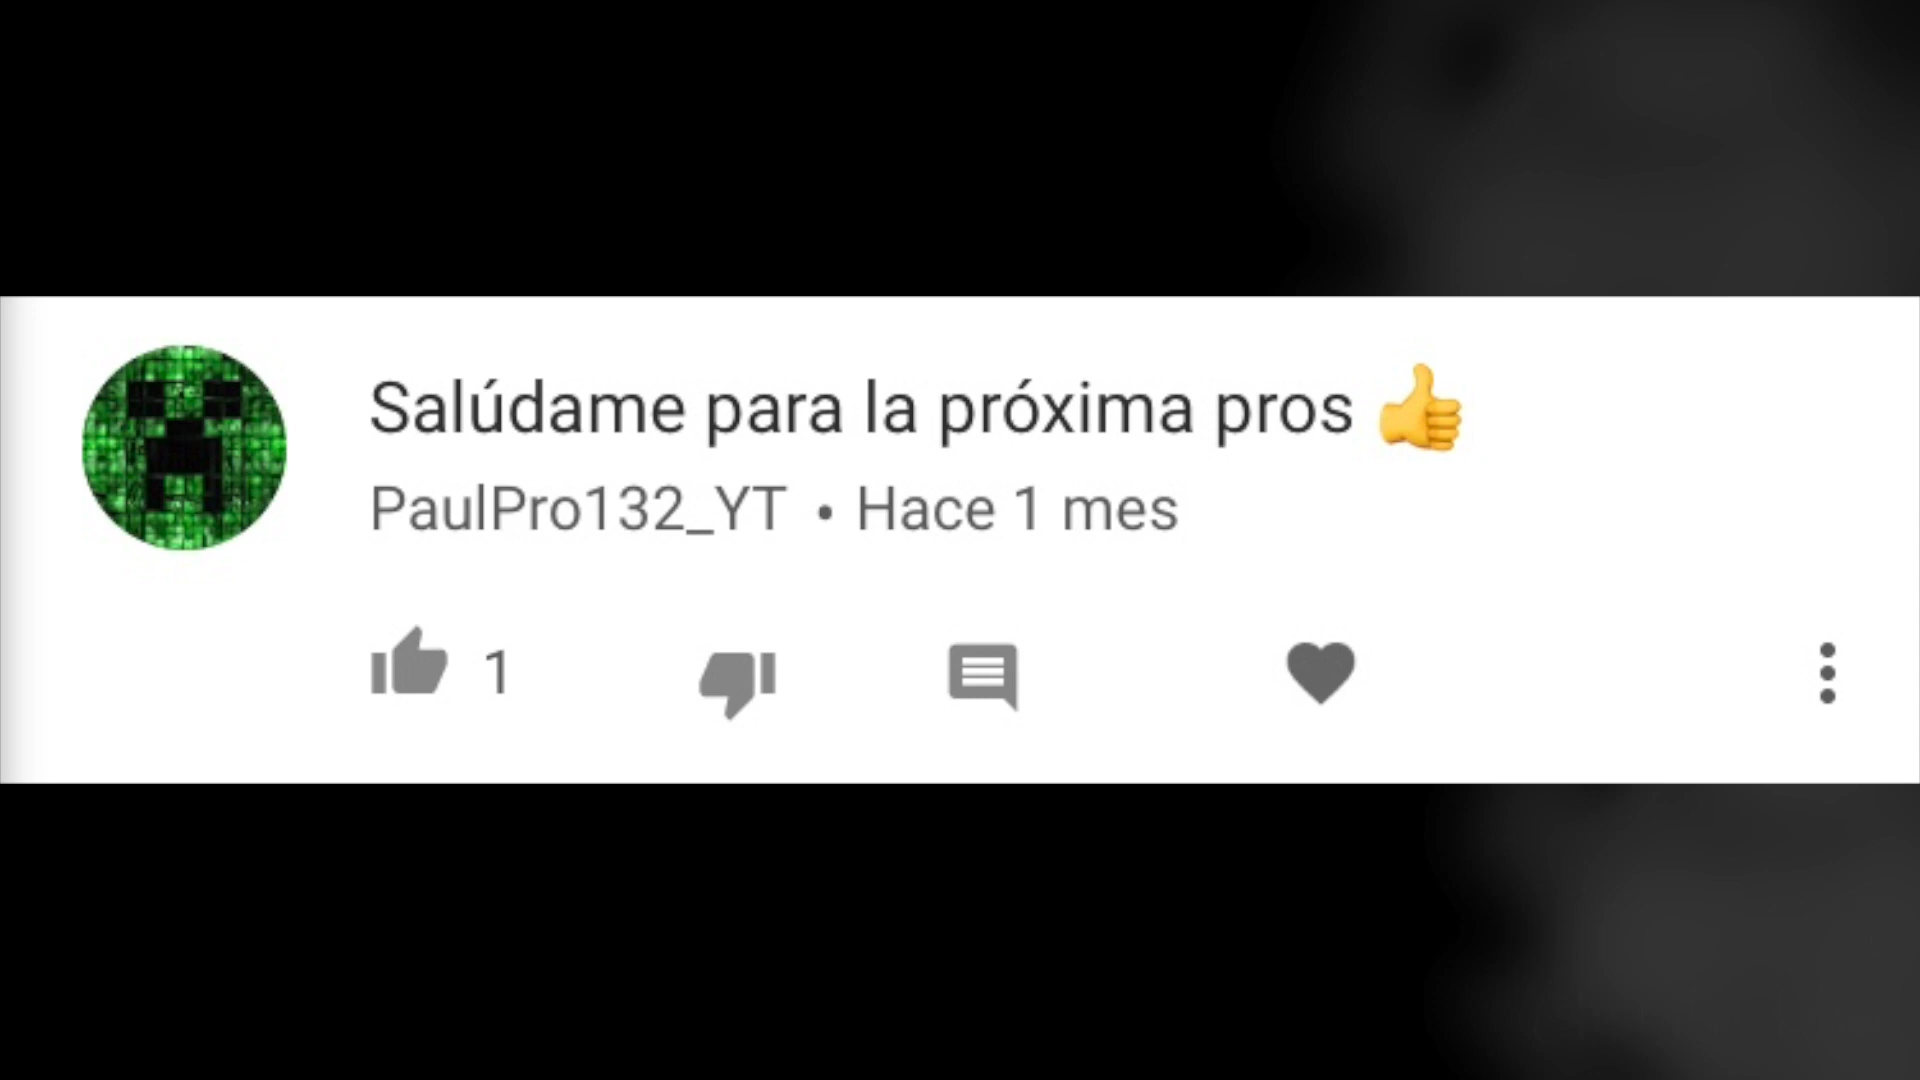 Salúdame para la próxima pros 👍
PaulPro132_YT • Hace 1 mes
1